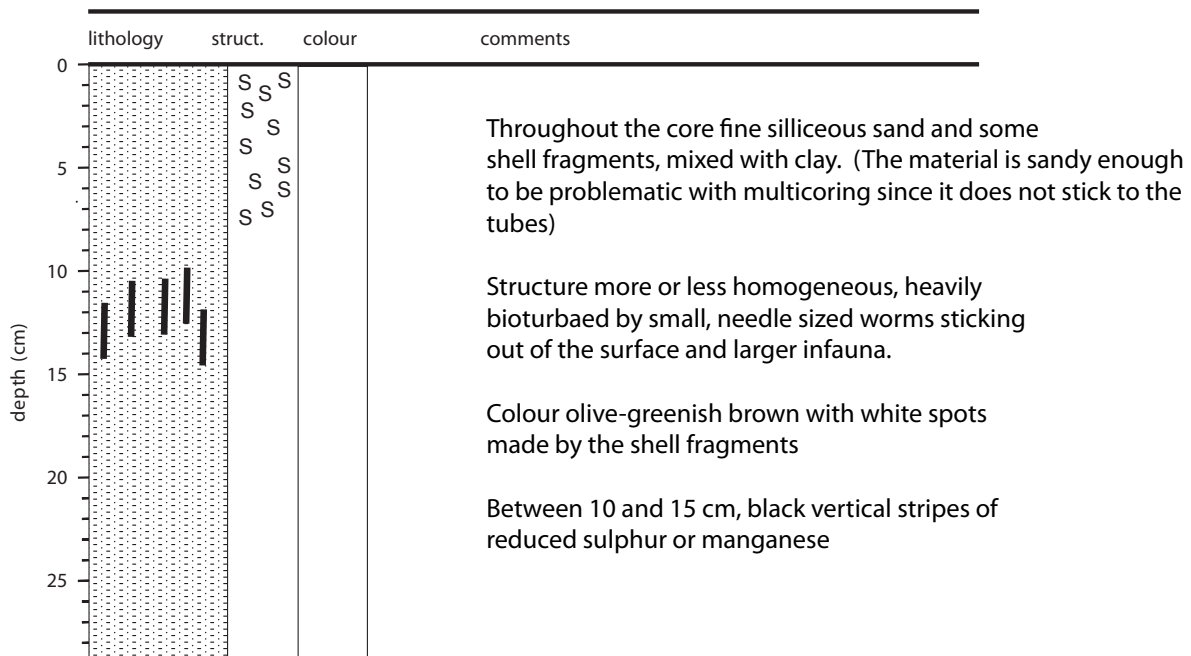 lithology struct. colour comments
0
5
10
15
20
25
depth (cm)
S S S
S
S
S
S
S S
S S
Throughout the core fine silliceous sand and some
shell fragments, mixed with clay. (The material is sandy enough
to be problematic with multicoring since it does not stick to the
tubes)
Structure more or less homogeneous, heavily
bioturbaed by small, needle sized worms sticking
out of the surface and larger infauna.
Colour olive-greenish brown with white spots
made by the shell fragments
Between 10 and 15 cm, black vertical stripes of
reduced sulphur or manganese